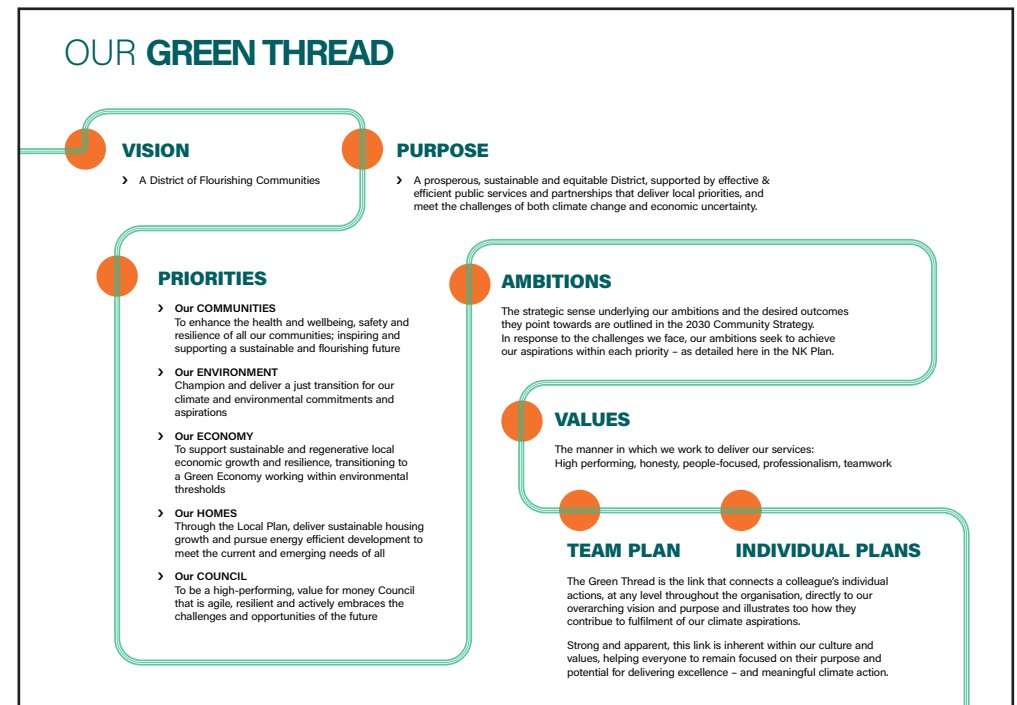 OUR GREEN THREAD
VISION
› A District of Flourishing Communities
PURPOSE
› A prosperous, sustainable and equitable District, supported by effective &
efficient public services and partnerships that deliver local priorities, and
meet the challenges of both climate change and economic uncertainty.
PRIORITIES
› Our COMMUNITIES
To enhance the health and wellbeing, safety and
resilience of all our communities; inspiring and
supporting a sustainable and flourishing future
› Our ENVIRONMENT
Champion and deliver a just transition for our
climate and environmental commitments and
aspirations
› Our ECONOMY
To support sustainable and regenerative local
economic growth and resilience, transitioning to
a Green Economy working within environmental
thresholds
› Our HOMES
Through the Local Plan, deliver sustainable housing
growth and pursue energy efficient development to
meet the current and emerging needs of all
› Our COUNCIL
To be a high-performing, value for money Council
that is agile, resilient and actively embraces the
challenges and opportunities of the future
AMBITIONS
The strategic sense underlying our ambitions and the desired outcomes
they point towards are outlined in the 2030 Community Strategy.
In response to the challenges we face, our ambitions seek to achieve
our aspirations within each priority – as detailed here in the NK Plan.
VALUES
The manner in which we work to deliver our services:
High performing, honesty, people-focused, professionalism, teamwork
TEAM PLAN
INDIVIDUAL PLANS
The Green Thread is the link that connects a colleague's individual
actions, at any level throughout the organisation, directly to our
overarching vision and purpose and illustrates too how they
contribute to fulfilment of our climate aspirations.
Strong and apparent, this link is inherent within our culture and
values, helping everyone to remain focused on their purpose and
potential for delivering excellence – and meaningful climate action.